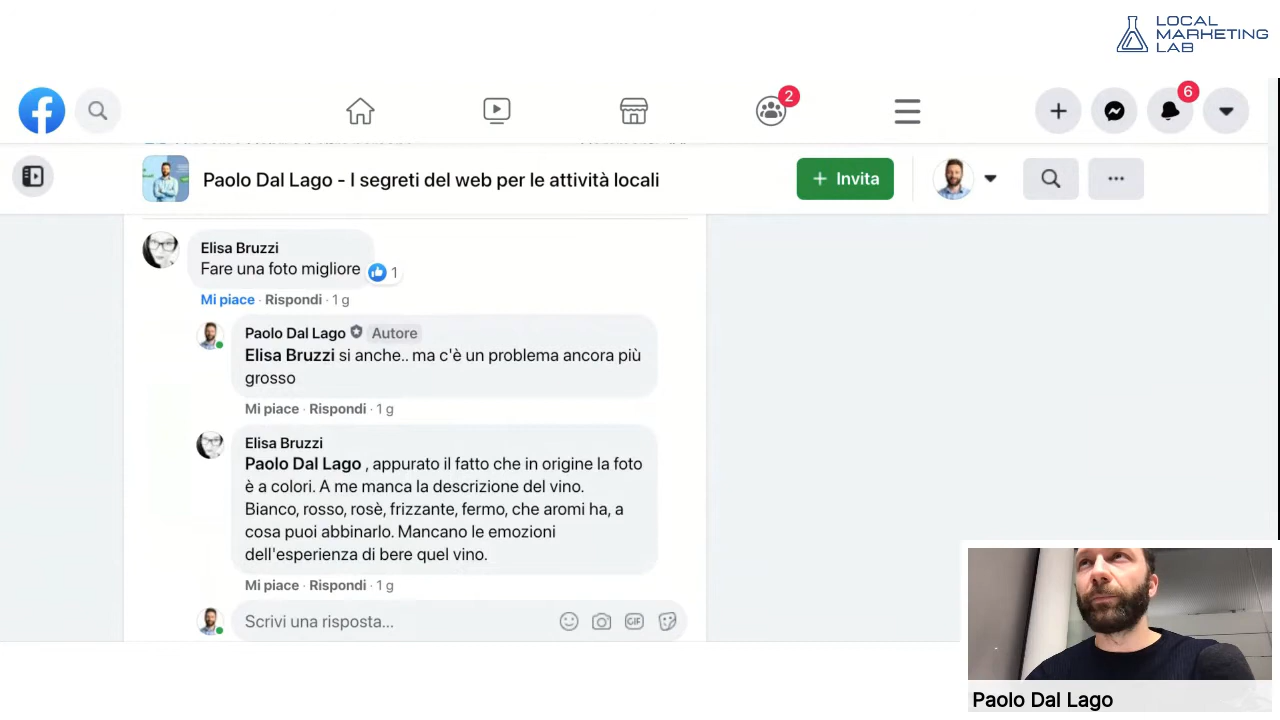 LOCAL
MARKETING
LAB
2
6
Paolo Dal Lago - I segreti del web per le attività locali
+ Invita
Elisa Bruzzi
Fare una foto migliore
1
Mi piace · Rispondi · 1 g
Paolo Dal Lago Autore
Elisa Bruzzi si anche.. ma c'è un problema ancora più
grosso
Mi piace · Rispondi · 1 g
Elisa Bruzzi
Paolo Dal Lago , appurato il fatto che in origine la foto
è a colori. A me manca la descrizione del vino.
Bianco, rosso, rosè, frizzante, fermo, che aromi ha, a
cosa puoi abbinarlo. Mancano le emozioni
dell'esperienza di bere quel vino.
Mi piace · Rispondi · 1 g
Scrivi una risposta...
GIF
Paolo Dal Lago